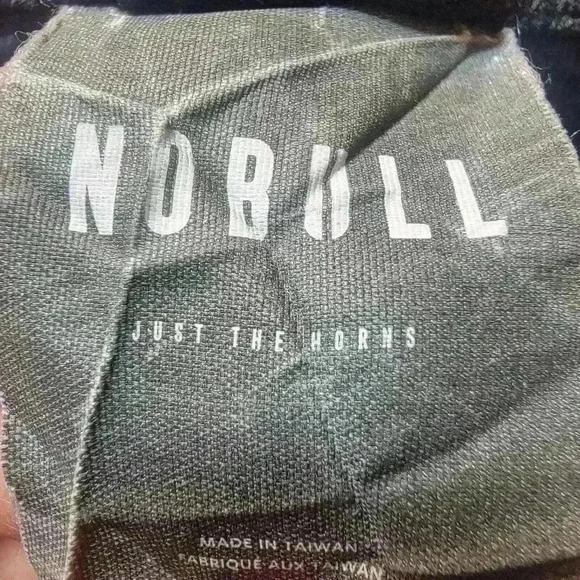 NOBULL
JUST THE HORNS
MADE IN TAIWAN
FABRIQUÉ AUX TAIWAN